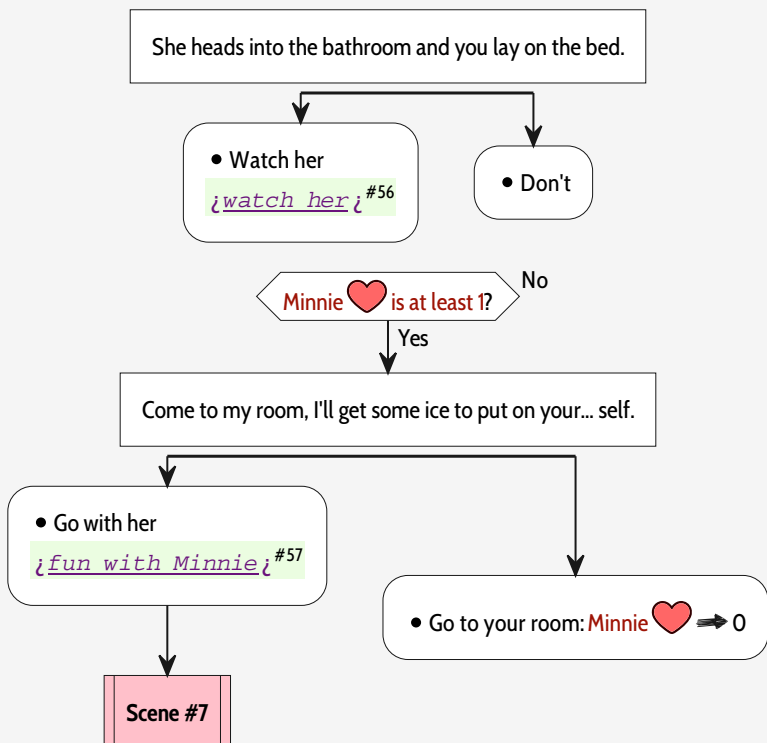 She heads into the bathroom and you lay on the bed.
• Watch her
¿watch her¿#56
• Don't
Minnie ❤ is at least 1?
No
Yes
Come to my room, I'll get some ice to put on your... self.
• Go with her
¿fun with Minnie¿#57
• Go to your room: Minnie ❤ ➡ 0
Scene #7